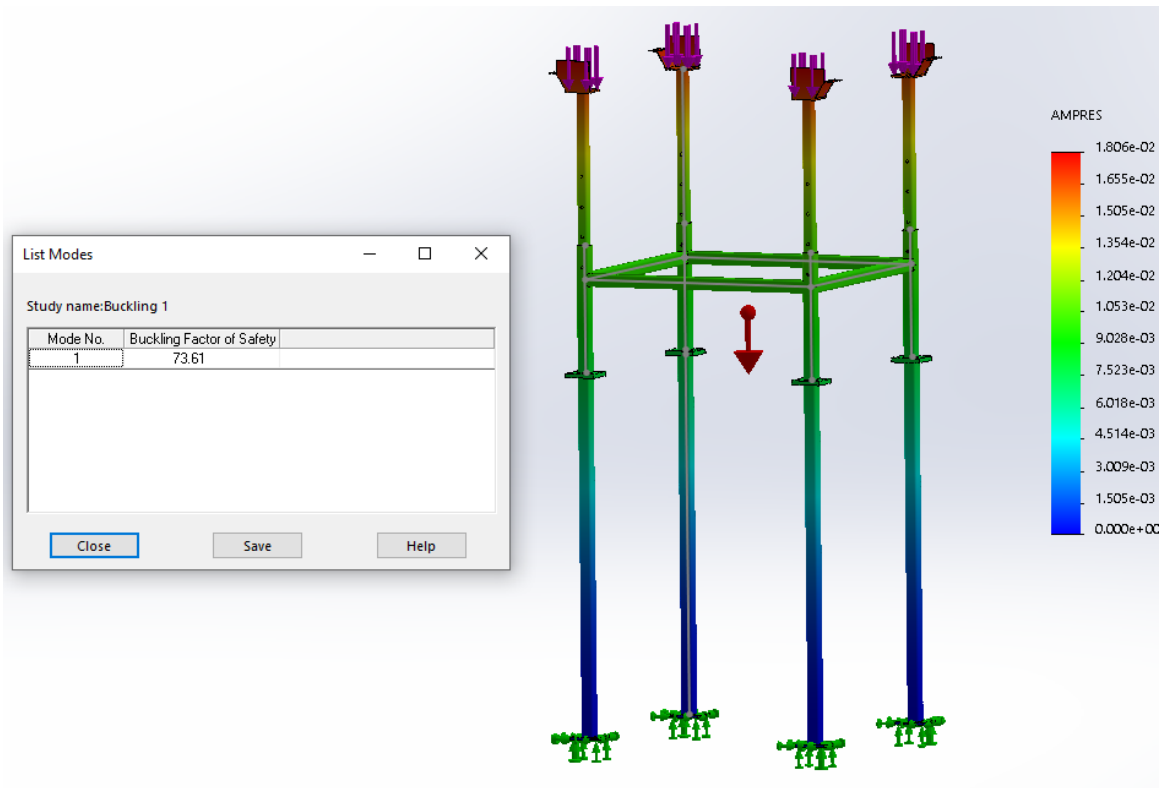 List Modes
Study name:Buckling 1
Mode No. Buckling Factor of Safety
1 73.61
Close Save Help
AMPRES
1.806e-02
1.655e-02
1.505e-02
1.354e-02
1.204e-02
1.053e-02
9.028e-03
7.523e-03
6.018e-03
4.514e-03
3.009e-03
1.505e-03
0.000e+00